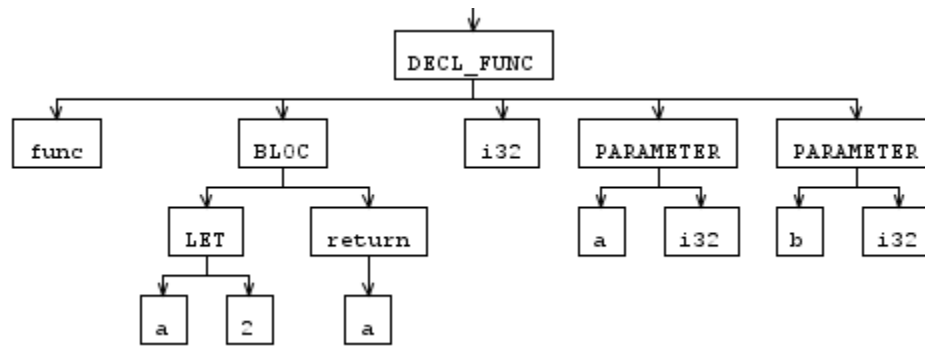 DECL_FUNC
func BLOC i32 PARAMETER PARAMETER
LET return a i32 b i32
a 2 a